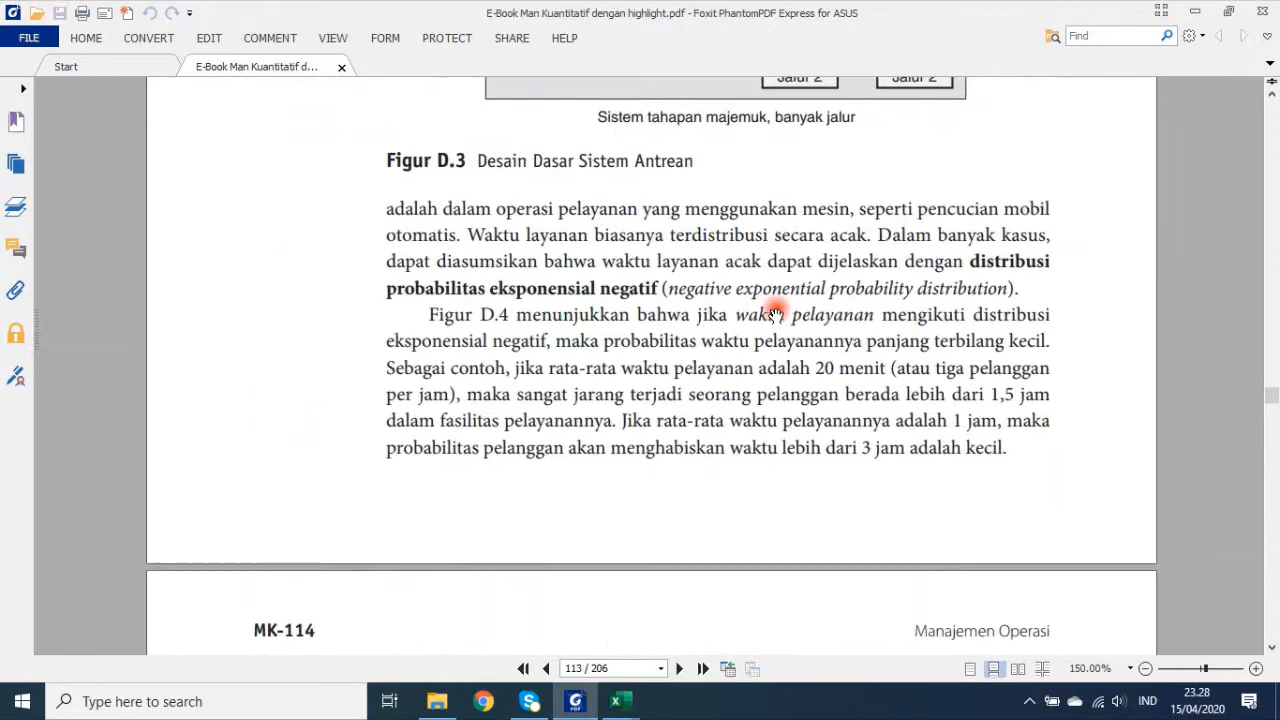 E-Book Man Kuantitatif dengan highlight.pdf - Foxit PhantomPDF Express for ASUS
FILE HOME CONVERT EDIT COMMENT VIEW FORM PROTECT SHARE HELP Find
Start E-Book Man Kuantitatif d...
Jalur 2 Jalur 2
Sistem tahapan majemuk, banyak jalur
Figur D.3 Desain Dasar Sistem Antrean
adalah dalam operasi pelayanan yang menggunakan mesin, seperti pencucian mobil
otomatis. Waktu layanan biasanya terdistribusi secara acak. Dalam banyak kasus,
dapat diasumsikan bahwa waktu layanan acak dapat dijelaskan dengan distribusi
probabilitas eksponensial negatif (negative exponential probability distribution).
Figur D.4 menunjukkan bahwa jika waktu pelayanan mengikuti distribusi
eksponensial negatif, maka probabilitas waktu pelayanannya panjang terbilang kecil.
Sebagai contoh, jika rata-rata waktu pelayanan adalah 20 menit (atau tiga pelanggan
per jam), maka sangat jarang terjadi seorang pelanggan berada lebih dari 1,5 jam
dalam fasilitas pelayanannya. Jika rata-rata waktu pelayanannya adalah 1 jam, maka
probabilitas pelanggan akan menghabiskan waktu lebih dari 3 jam adalah kecil.
MK-114 Manajemen Operasi
113 / 206 150.00%
Type here to search IND 23.28
15/04/2020